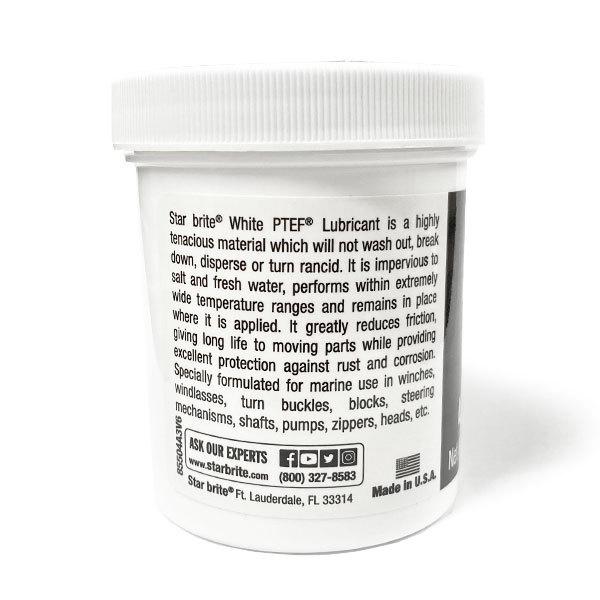 Star brite® White PTEF® Lubricant is a highly
tenacious material which will not wash out, break
down, disperse or turn rancid. It is impervious to
salt and fresh water, performs within extremely
wide temperature ranges and remains in place
where it is applied. It greatly reduces friction,
giving long life to moving parts while providing
excellent protection against rust and corrosion.
Specially formulated for marine use in winches,
windlasses, turn buckles, blocks, steering
mechanisms, shafts, pumps, zippers, heads, etc.
85504A3V6
ASK OUR EXPERTS
www.starbrite.com (800) 327-8583
Star brite® Ft. Lauderdale, FL 33314
Made in U.S.A.